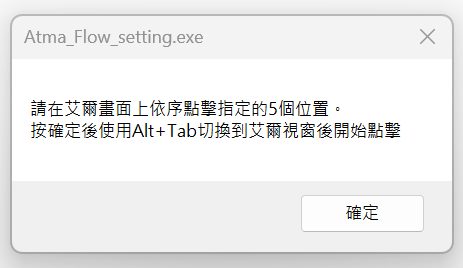 Atma_Flow_setting.exe
請在艾爾畫面上依序點擊指定的5個位置。
按確定後使用Alt+Tab切換到艾爾視窗後開始點擊
確定